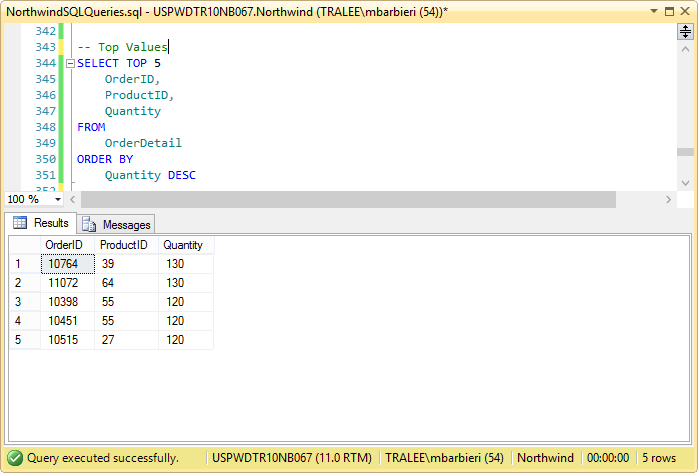 NorthwindSQLQueries.sql - USPWDTR10NB067.Northwind (TRALEE\mbarbieri (54))*
342
343 -- Top Values
344 SELECT TOP 5
345 OrderID,
346 ProductID,
347 Quantity
348 FROM
349 OrderDetail
350 ORDER BY
351 Quantity DESC
352
100 %
Results Messages
OrderID ProductID Quantity
1 10764 39 130
2 11072 64 130
3 10398 55 120
4 10451 55 120
5 10515 27 120
Query executed successfully. USPWDTR10NB067 (11.0 RTM) TRALEE\mbarbieri (54) Northwind 00:00:00 5 rows